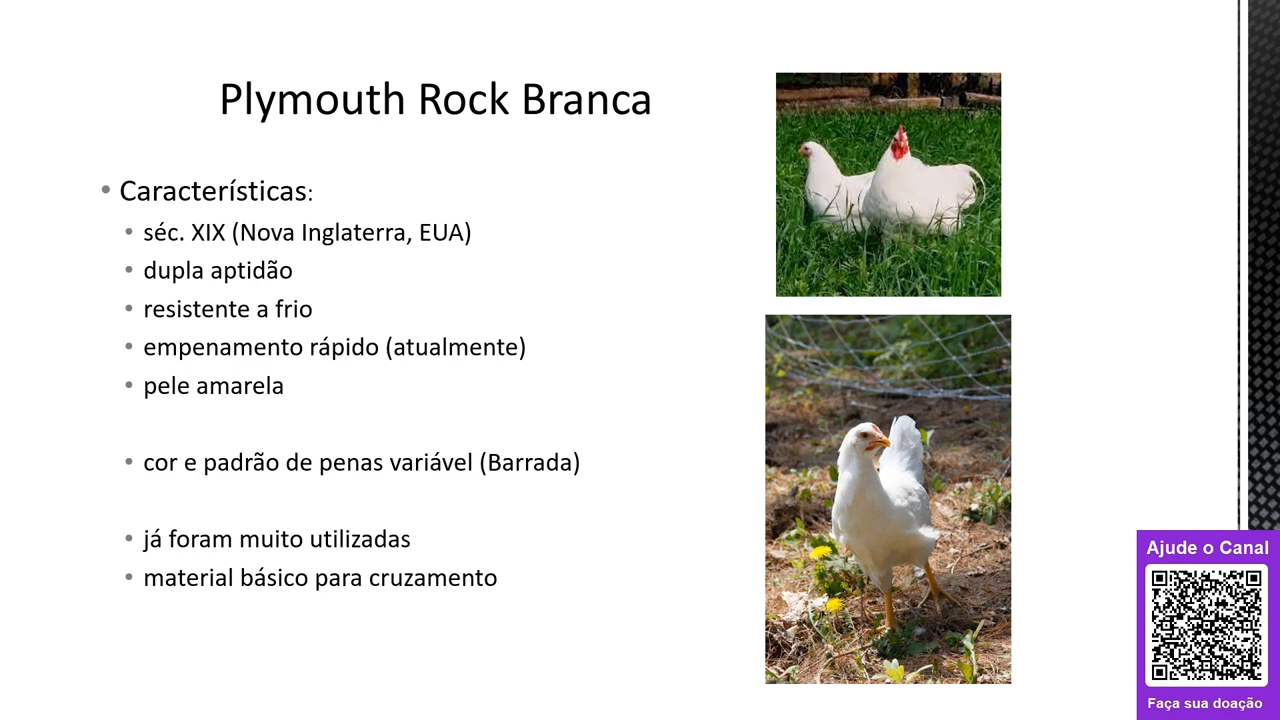 Plymouth Rock Branca
• Características:
• séc. XIX (Nova Inglaterra, EUA)
• dupla aptidão
• resistente a frio
• empenamento rápido (atualmente)
• pele amarela
• cor e padrão de penas variável (Barrada)
• já foram muito utilizadas
• material básico para cruzamento
Ajude o Canal
Faça sua doação